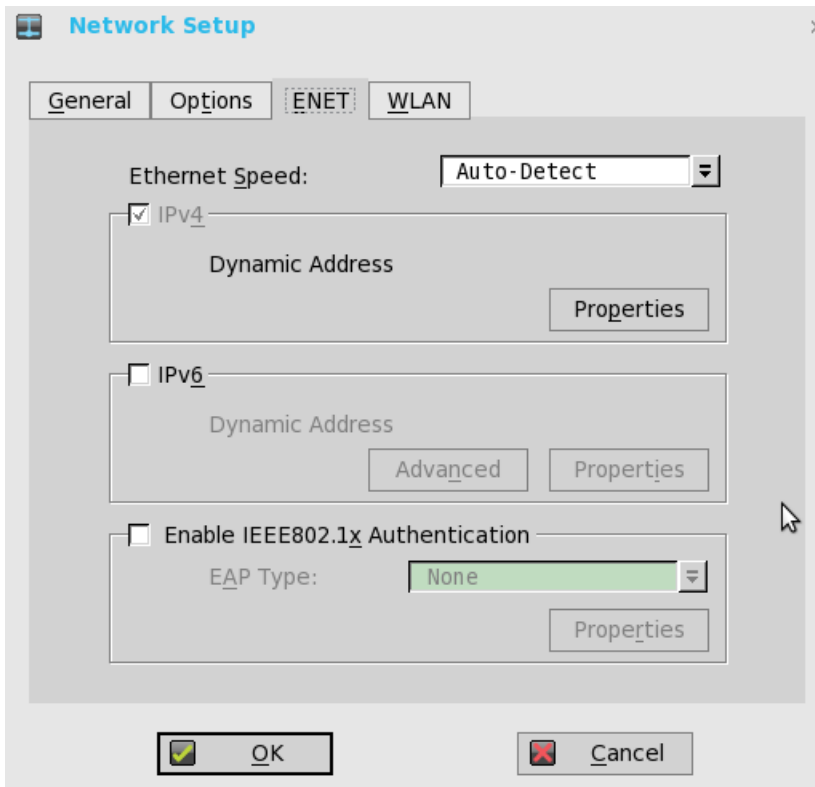 Network Setup
General Options ENET WLAN
Ethernet Speed: Auto-Detect
IPv4
Dynamic Address
Properties
IPv6
Dynamic Address
Advanced Properties
Enable IEEE802.1x Authentication
EAP Type: None
Properties
OK Cancel